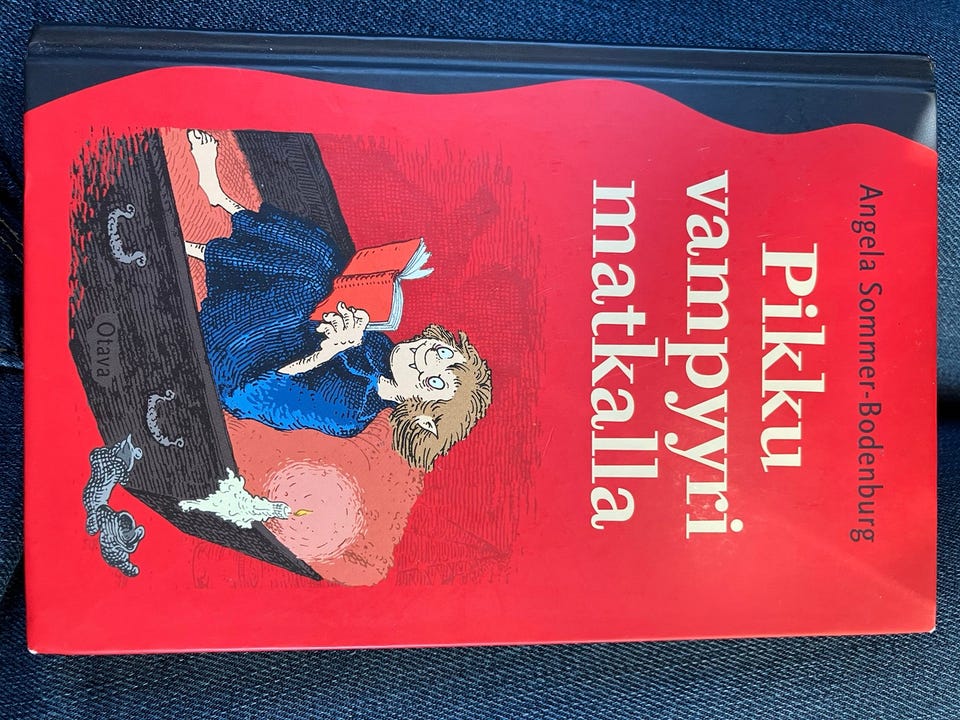 Angela Sommer-Bodenburg
Pikku
vampyyri
matkalla
Otava